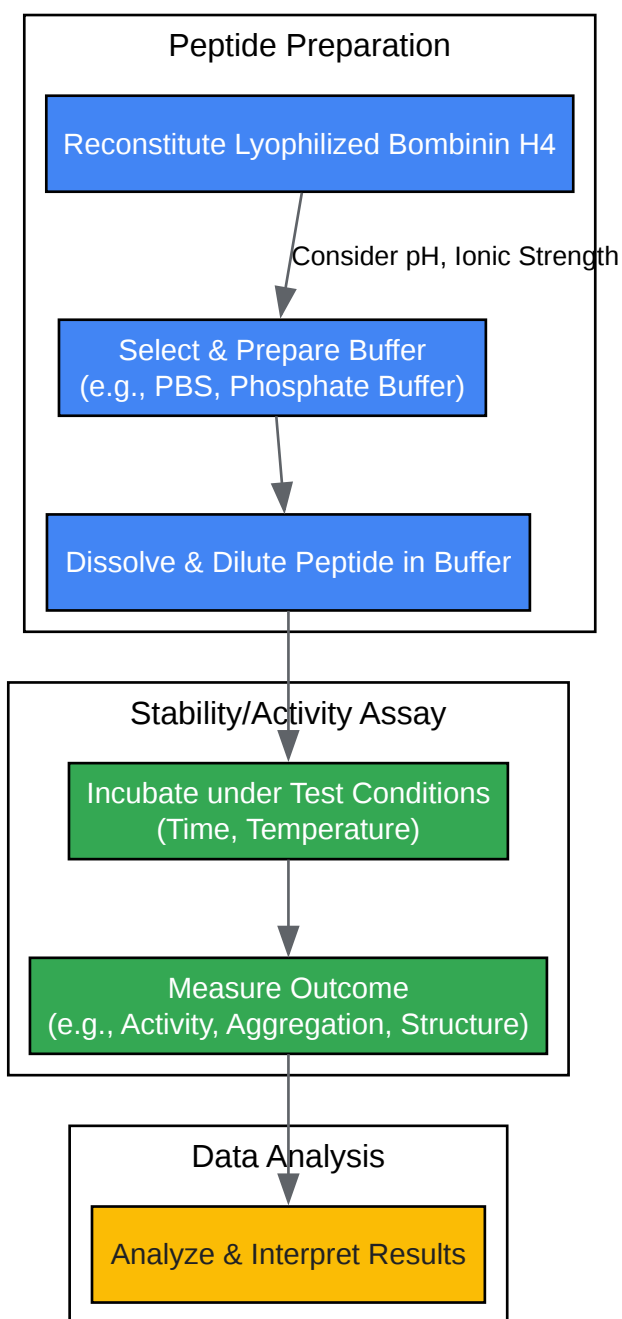 Peptide Preparation
Reconstitute Lyophilized Bombinin H4
Consider pH, Ionic Strength
Select & Prepare Buffer
(e.g., PBS, Phosphate Buffer)
Dissolve & Dilute Peptide in Buffer
Stability/Activity Assay
Incubate under Test Conditions
(Time, Temperature)
Measure Outcome
(e.g., Activity, Aggregation, Structure)
Data Analysis
Analyze & Interpret Results